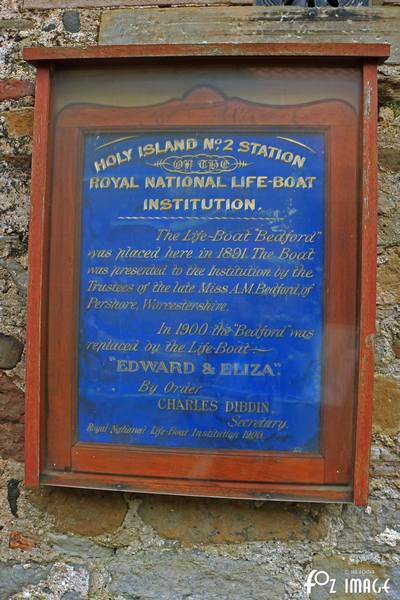 HOLY ISLAND No. 2 STATION
OF THE
ROYAL NATIONAL LIFE-BOAT
INSTITUTION.
The Life-Boat "Bedford"
was placed here in 1891. The Boat
was presented to the Institution by the
Trustees of the late Miss A.M. Bedford, of
Pershore, Worcestershire.
In 1900 the "Bedford" was
replaced by the Life-Boat—
"EDWARD & ELIZA".
By Order
CHARLES DIBDIN,
Secretary.
Royal National Life-Boat Institution 1900.
foz IMAGE